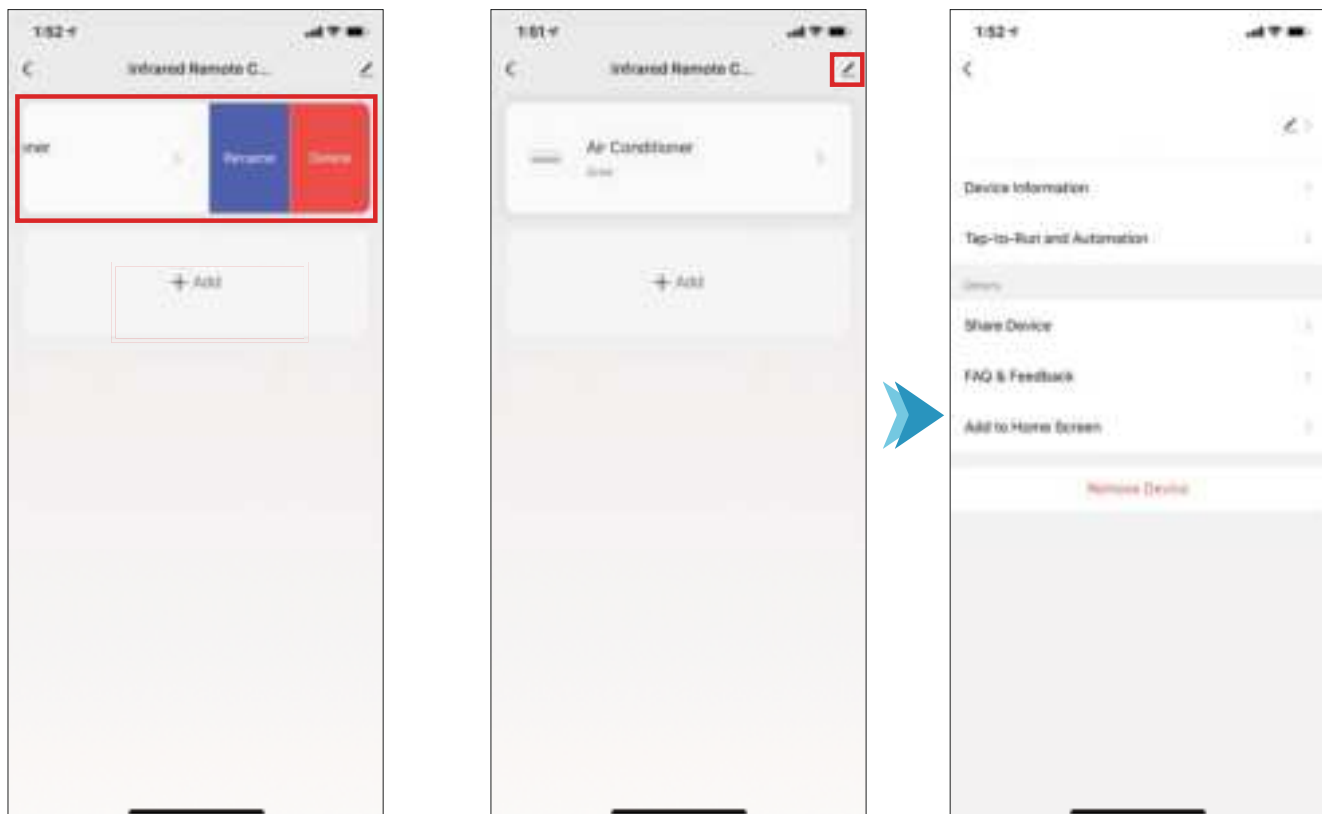 1:52
Infrared Remote C...
oner
Rename
Delete
+ Add
1:51
Infrared Remote C...
Air Conditioner
+ Add
1:52
Device Information
Tap-to-Run and Automation
Share Device
FAQ & Feedback
Add to Home Screen
Remove Device